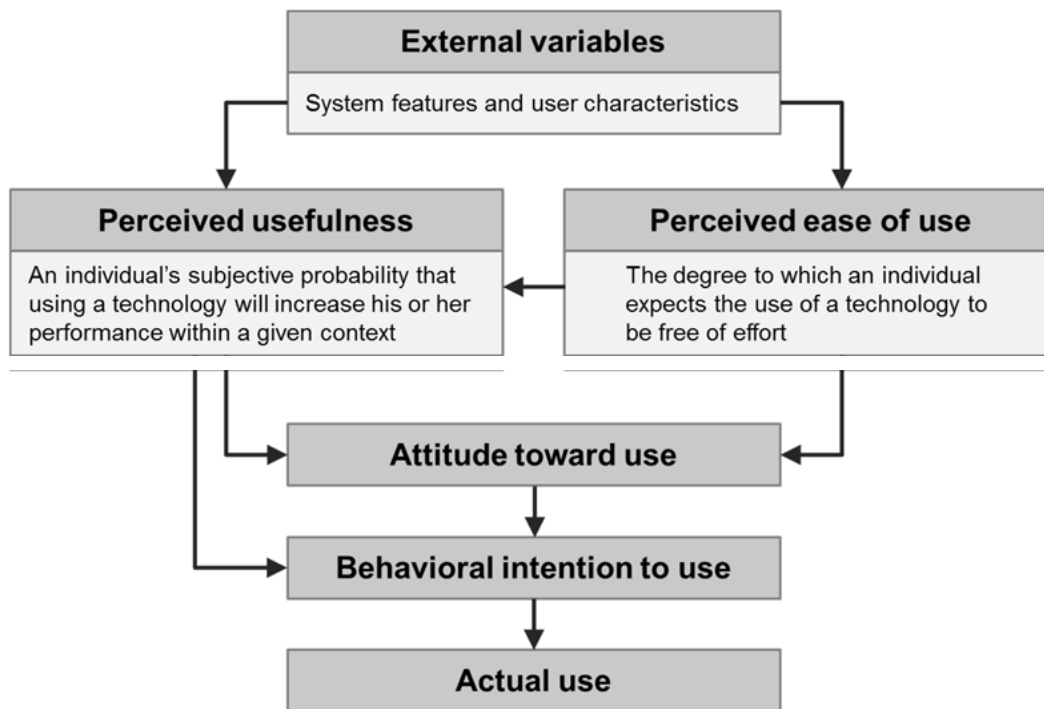 External variables
System features and user characteristics
Perceived usefulness
An individual’s subjective probability that
using a technology will increase his or her
performance within a given context
Perceived ease of use
The degree to which an individual
expects the use of a technology to
be free of effort
Attitude toward use
Behavioral intention to use
Actual use